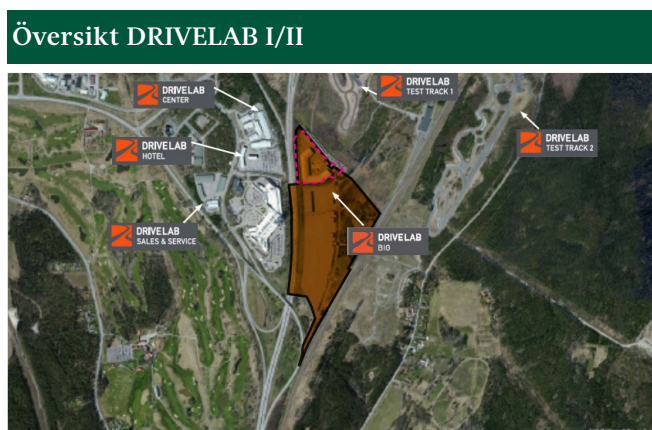 Översikt DRIVELAB I/II
DRIVELAB
CENTER
DRIVELAB
TEST TRACK 1
DRIVELAB
HOTEL
DRIVELAB
TEST TRACK 2
DRIVELAB
SALES & SERVICE
DRIVELAB
BIG